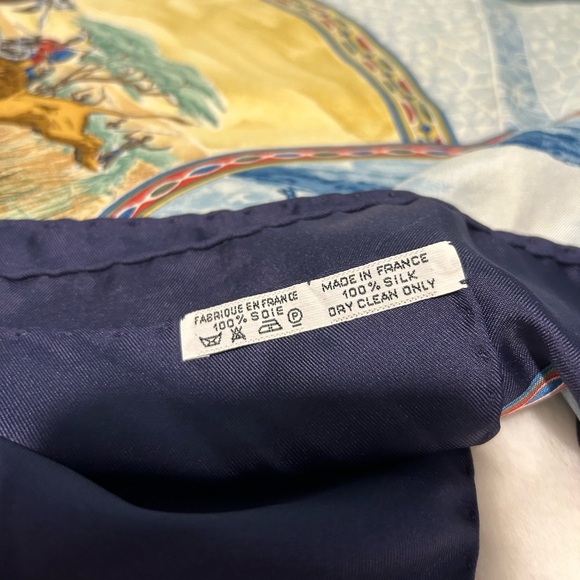 FABRIQUE EN FRANCE
100% SOIE
P
MADE IN FRANCE
100% SILK
DRY CLEAN ONLY